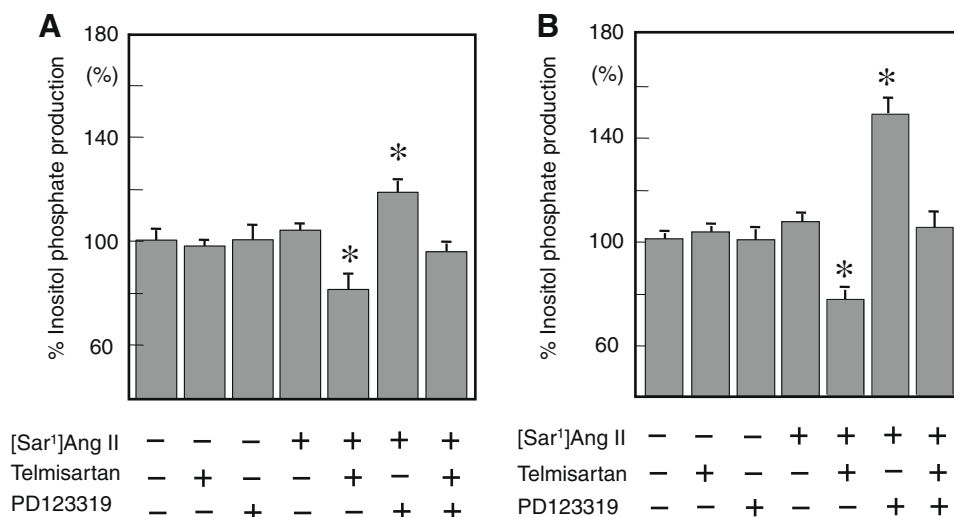 A
180
(%)
140
100
60
% Inositol phosphate production
* *
[Sar¹]Ang II − − − + + + +
Telmisartan − + − − + − +
PD123319 − − + − − + +
B
180
(%)
140
100
60
% Inositol phosphate production
* *
[Sar¹]Ang II − − − + + + +
Telmisartan − + − − + − +
PD123319 − − + − − + +